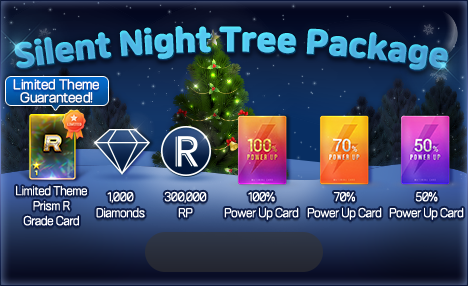 Silent Night Tree Package
Limited Theme
Guaranteed!
R
Limited Theme
Prism R
Grade Card
1,000
Diamonds
R
300,000
RP
100%
POWER UP
100%
Power Up Card
70%
POWER UP
70%
Power Up Card
50%
POWER UP
50%
Power Up Card